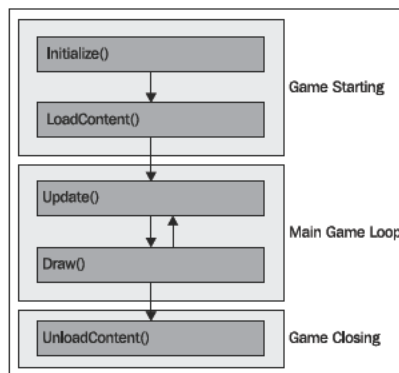 Initialize()
Game Starting
LoadContent()
Update()
Main Game Loop
Draw()
UnloadContent()
Game Closing